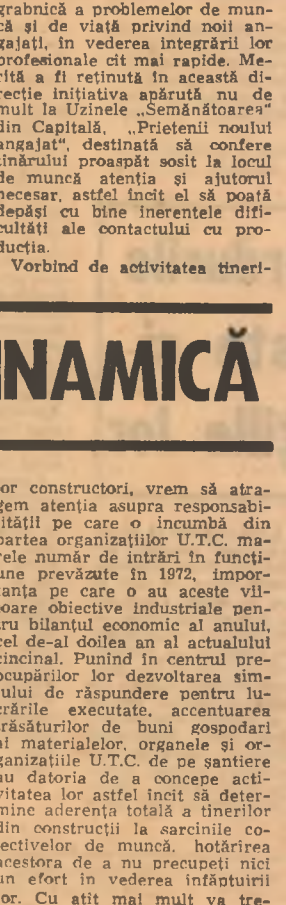 grabnică a problemelor de mun-
că și de viață privind noii an-
gajați, în vederea integrării lor
profesionale cît mai rapide. Me-
rită a fi reținută în această di-
recție initiativa apărută nu de
mult la Uzinele „Semănătoarea"
din Capitală, „Prietenii noului
angajat", destinată să confere
tînărului proaspăt sosit la locul
de muncă atenția și ajutorul
necesar, astfel încît el să poată
depăși cu bine inerentele difi-
cultăți ale contactului cu pro-
ducția.
Vorbind de activitatea tineri-
INAMICĂ
lor constructori, vrem să atra-
gem atenția asupra responsabi-
lității pe care o incumbă din
partea organizațiilor U.T.C. ma-
rele număr de intrări în funcți-
une prevăzute în 1972, impor-
tanța pe care o au aceste vii-
toare obiective industriale pen-
tru bilanțul economic al anului,
cel de-al doilea an al actualului
cincinal. Punînd în centrul pre-
ocupărilor lor dezvoltarea sim-
țului de răspundere pentru lu-
crările executate, accentuarea
trăsăturilor de buni gospodari
ai materialelor, organele și or-
ganizațiile U.T.C. de pe șantiere
au datoria de a concepe acti-
vitatea lor astfel încît să deter-
mine aderența totală a tinerilor
din construcții la sarcinile co-
lectivelor de muncă, hotărîrea
acestora de a nu precupeți nici
un efort în vederea înfăptuirii
lor. Cu atît mai mult va tre-